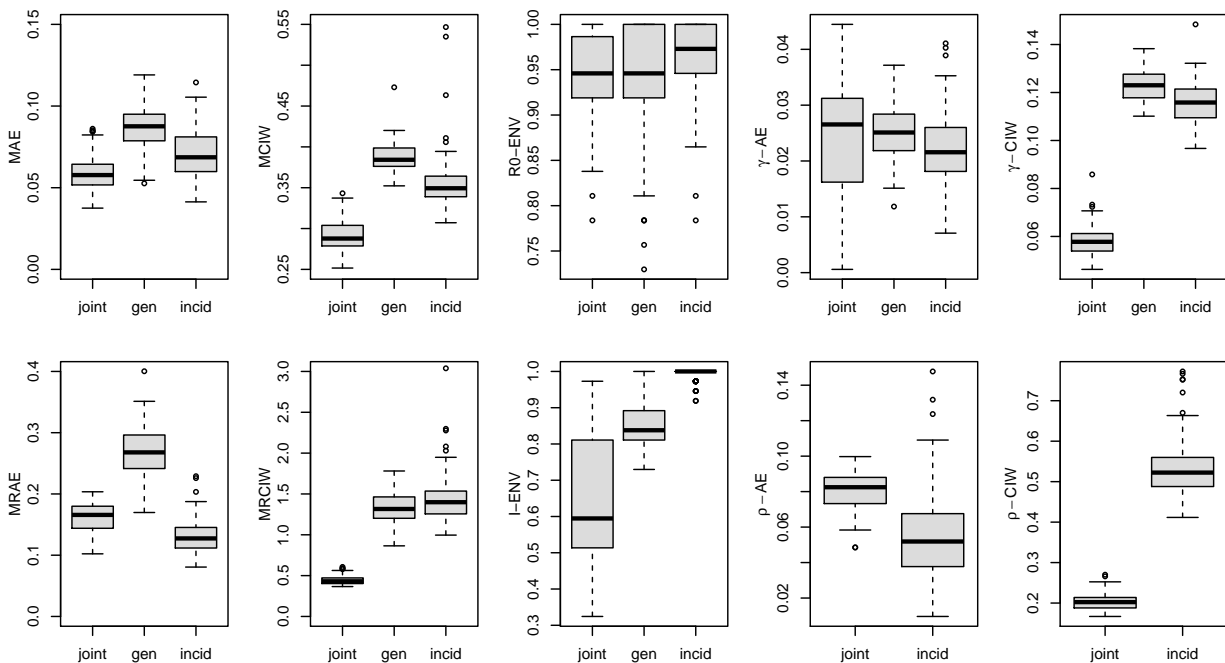 MAE
0.00 0.05 0.10 0.15
joint gen incid
MCIW
0.25 0.35 0.45 0.55
joint gen incid
R0−ENV
0.75 0.80 0.85 0.90 0.95 1.00
joint gen incid
γ−AE
0.00 0.01 0.02 0.03 0.04
joint gen incid
γ−CIW
0.06 0.08 0.10 0.12 0.14
joint gen incid
MRAE
0.0 0.1 0.2 0.3 0.4
joint gen incid
MRCIW
0.0 0.5 1.0 1.5 2.0 2.5 3.0
joint gen incid
I−ENV
0.3 0.4 0.5 0.6 0.7 0.8 0.9 1.0
joint gen incid
ρ−AE
0.02 0.06 0.10 0.14
joint incid
ρ−CIW
0.2 0.3 0.4 0.5 0.6 0.7
joint incid